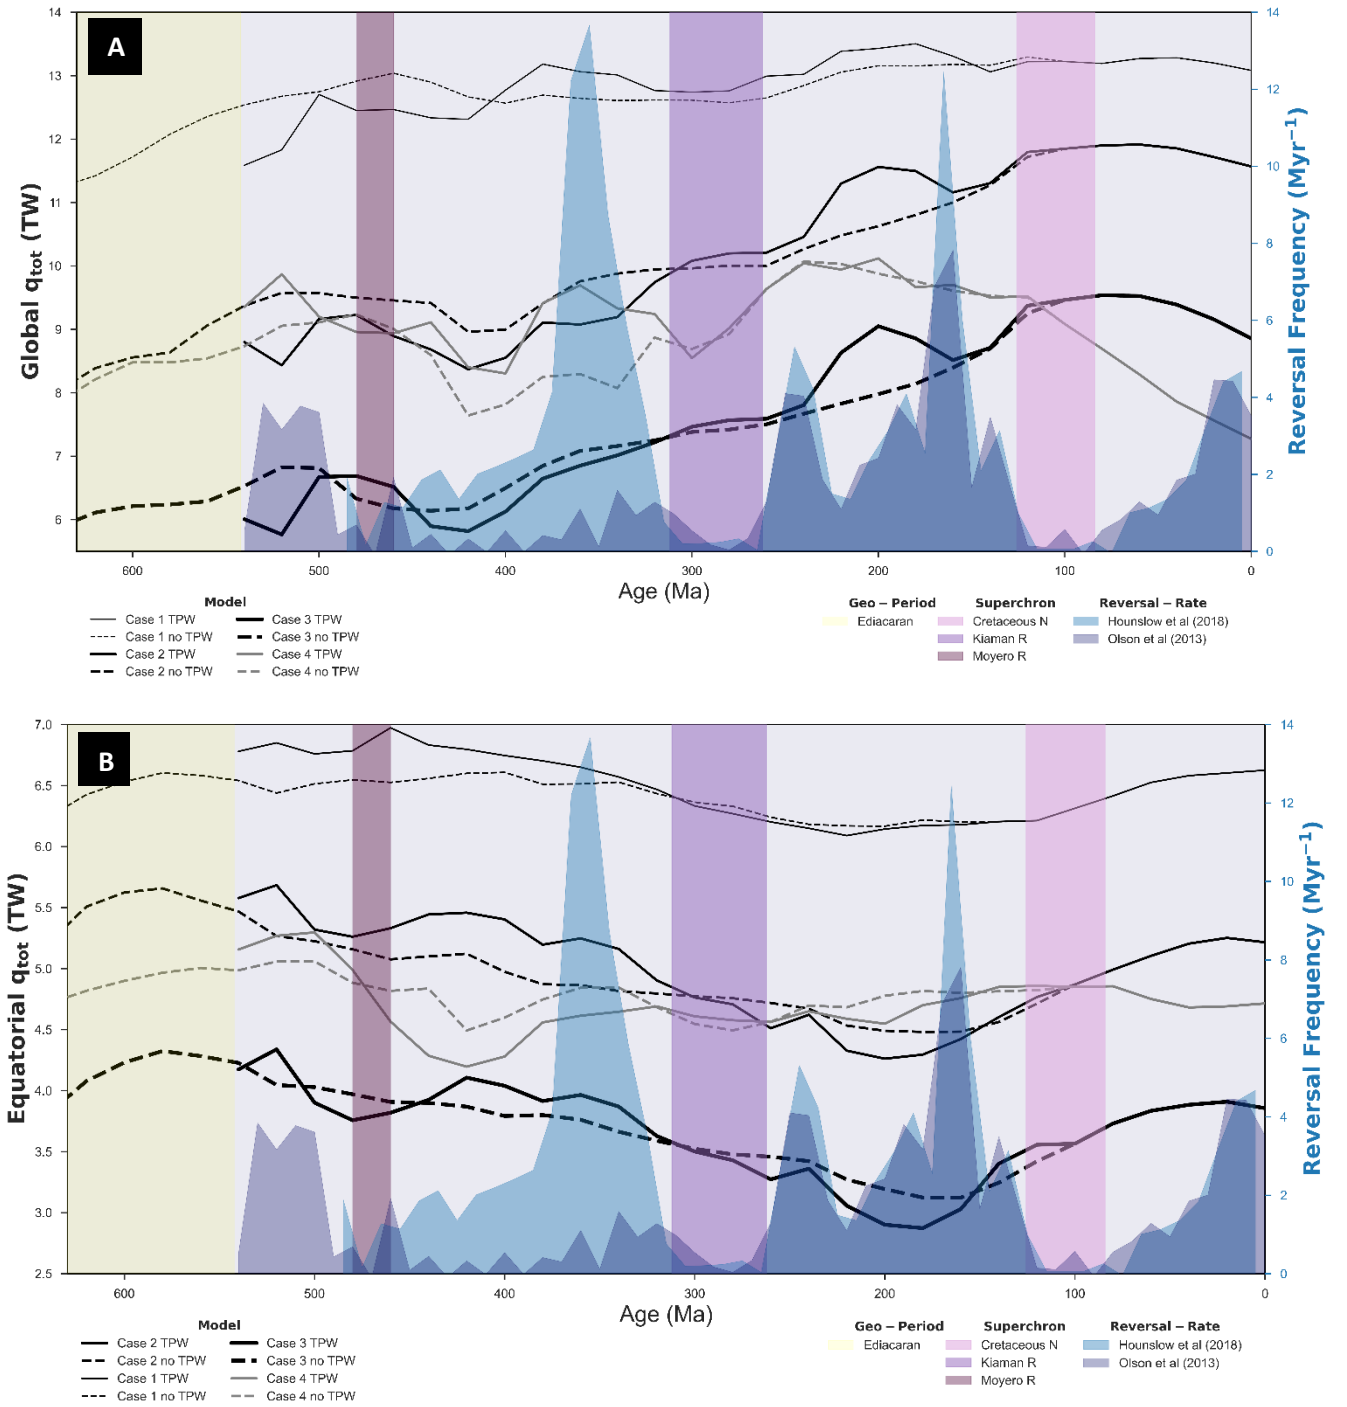 A
14
13
12
11
10
9
8
7
6
Global qtot (TW)
14
12
10
8
6
4
2
0
Reversal Frequency (Myr−1)
600 500 400 300 200 100 0
Age (Ma)
Model
Case 1 TPW Case 3 TPW
Case 1 no TPW Case 3 no TPW
Case 2 TPW Case 4 TPW
Case 2 no TPW Case 4 no TPW
Geo – Period Superchron Reversal – Rate
Ediacaran Cretaceous N Hounslow et al (2018)
Kiaman R Olson et al (2013)
Moyero R
B
7.0
6.5
6.0
5.5
5.0
4.5
4.0
3.5
3.0
2.5
Equatorial qtot (TW)
14
12
10
8
6
4
2
0
Reversal Frequency (Myr−1)
600 500 400 300 200 100 0
Age (Ma)
Model
Case 2 TPW Case 3 TPW
Case 2 no TPW Case 3 no TPW
Case 1 TPW Case 4 TPW
Case 1 no TPW Case 4 no TPW
Geo – Period Superchron Reversal – Rate
Ediacaran Cretaceous N Hounslow et al (2018)
Kiaman R Olson et al (2013)
Moyero R